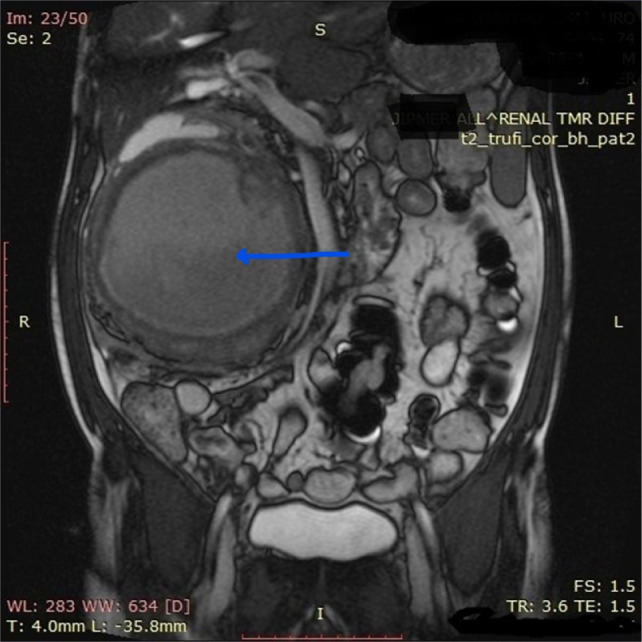 Im: 23/50
Se: 2
S
1
ALL^RENAL TMR DIFF
t2_trufi_cor_bh_pat2
R
L
FS: 1.5
WL: 283 WW: 634 [D]
TR: 3.6 TE: 1.5
T: 4.0mm L: -35.8mm
I